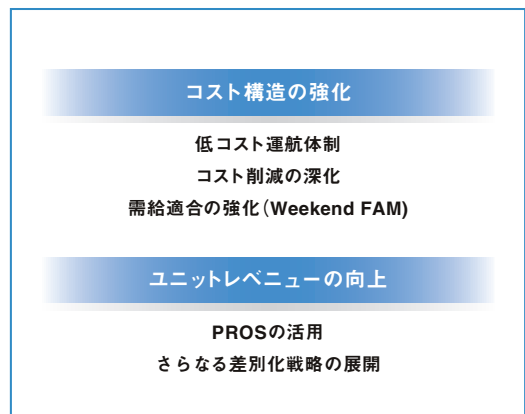 コスト構造の強化
低コスト運航体制
コスト削減の深化
需給適合の強化(Weekend FAM)
ユニットレベニューの向上
PROSの活用
さらなる差別化戦略の展開